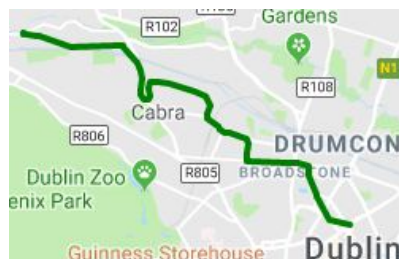 R102
Gardens
N1
R108
Cabra
R806
DRUMCON
BROADSTONE
Dublin Zoo
R805
enix Park
Guinness Storehouse
Dublin